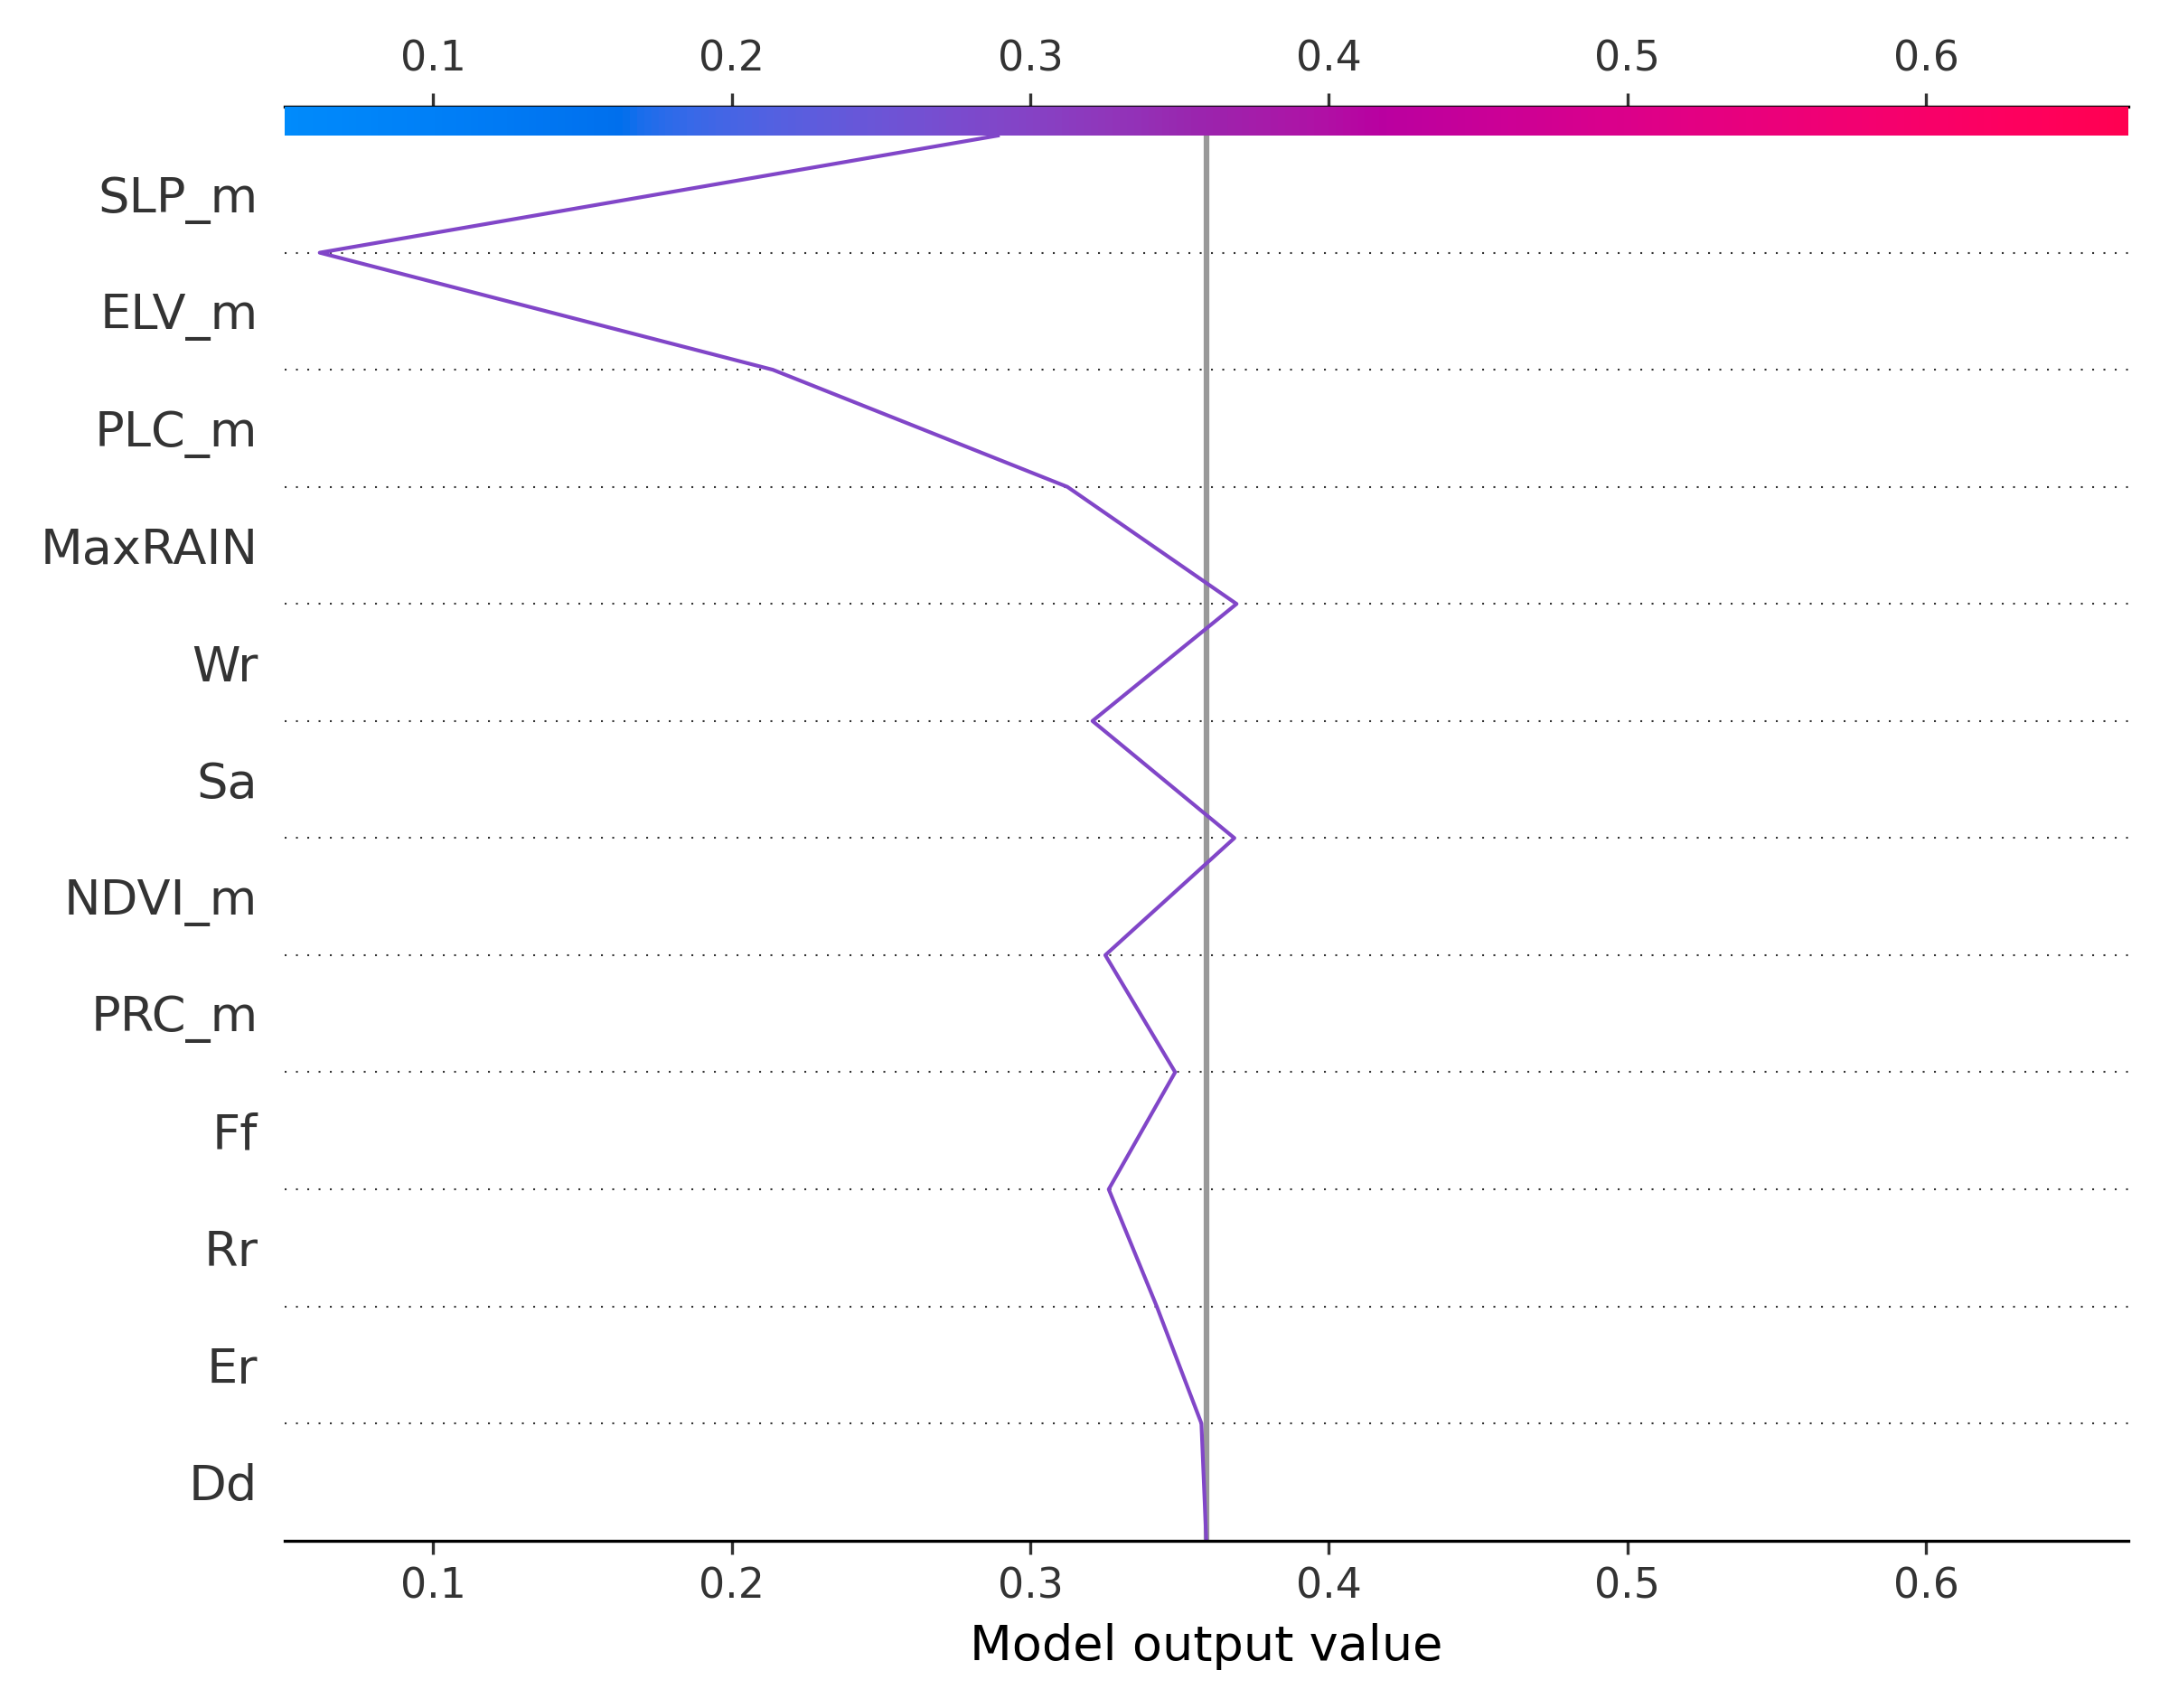 0.1 0.2 0.3 0.4 0.5 0.6
SLP_m
ELV_m
PLC_m
MaxRAIN
Wr
Sa
NDVI_m
PRC_m
Ff
Rr
Er
Dd
0.1 0.2 0.3 0.4 0.5 0.6
Model output value